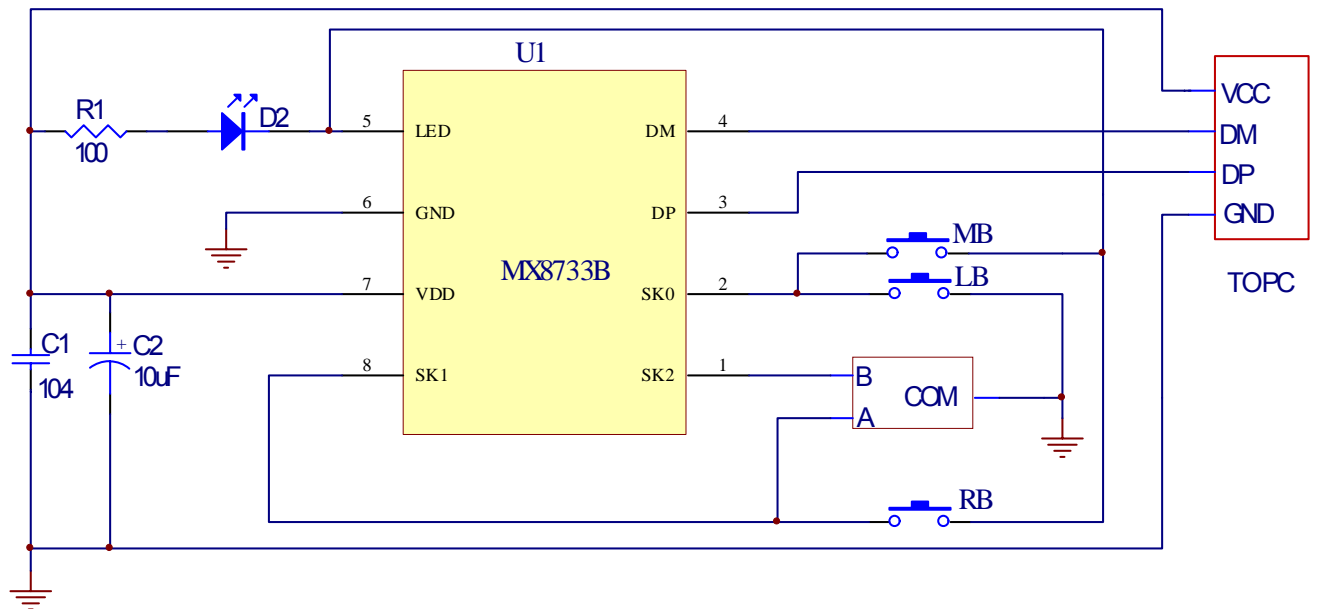 U1
R1
100
D2
5
LED
DM
4
VCC
DM
DP
GND
TOPC
6
GND
DP
3
MX8733B
MB
LB
7
VDD
SK0
2
C1
104
+
C2
10uF
8
SK1
SK2
1
B
A
COM
RB